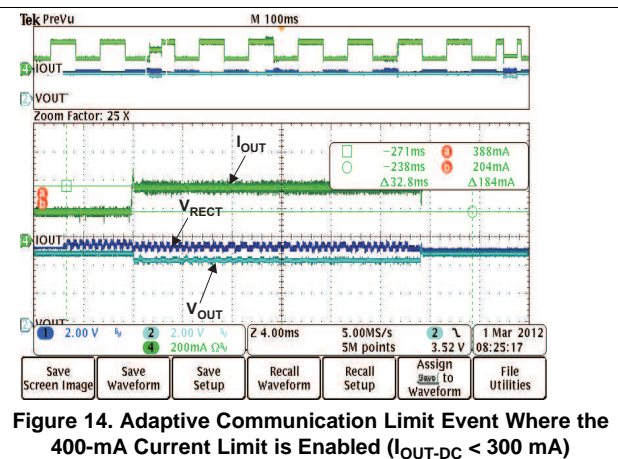 Tek PreVu M 100ms
4 IOUT
2 VOUT
Zoom Factor: 25 X
IOUT
-271ms a 388mA
-238ms b 204mA
Δ32.8ms Δ184mA
a
b
VRECT
4 IOUT
VOUT
2 VOUT
1 2.00 V 2 2.00 V Z 4.00ms 5.00MS/s 2 1 Mar 2012
4 200mA Ω 5M points 3.52 V 08:25:17
Save Screen Image
Save Waveform
Save Setup
Recall Waveform
Recall Setup
Assign Save to Waveform
File Utilities
Figure 14. Adaptive Communication Limit Event Where the
400-mA Current Limit is Enabled (IOUT-DC < 300 mA)